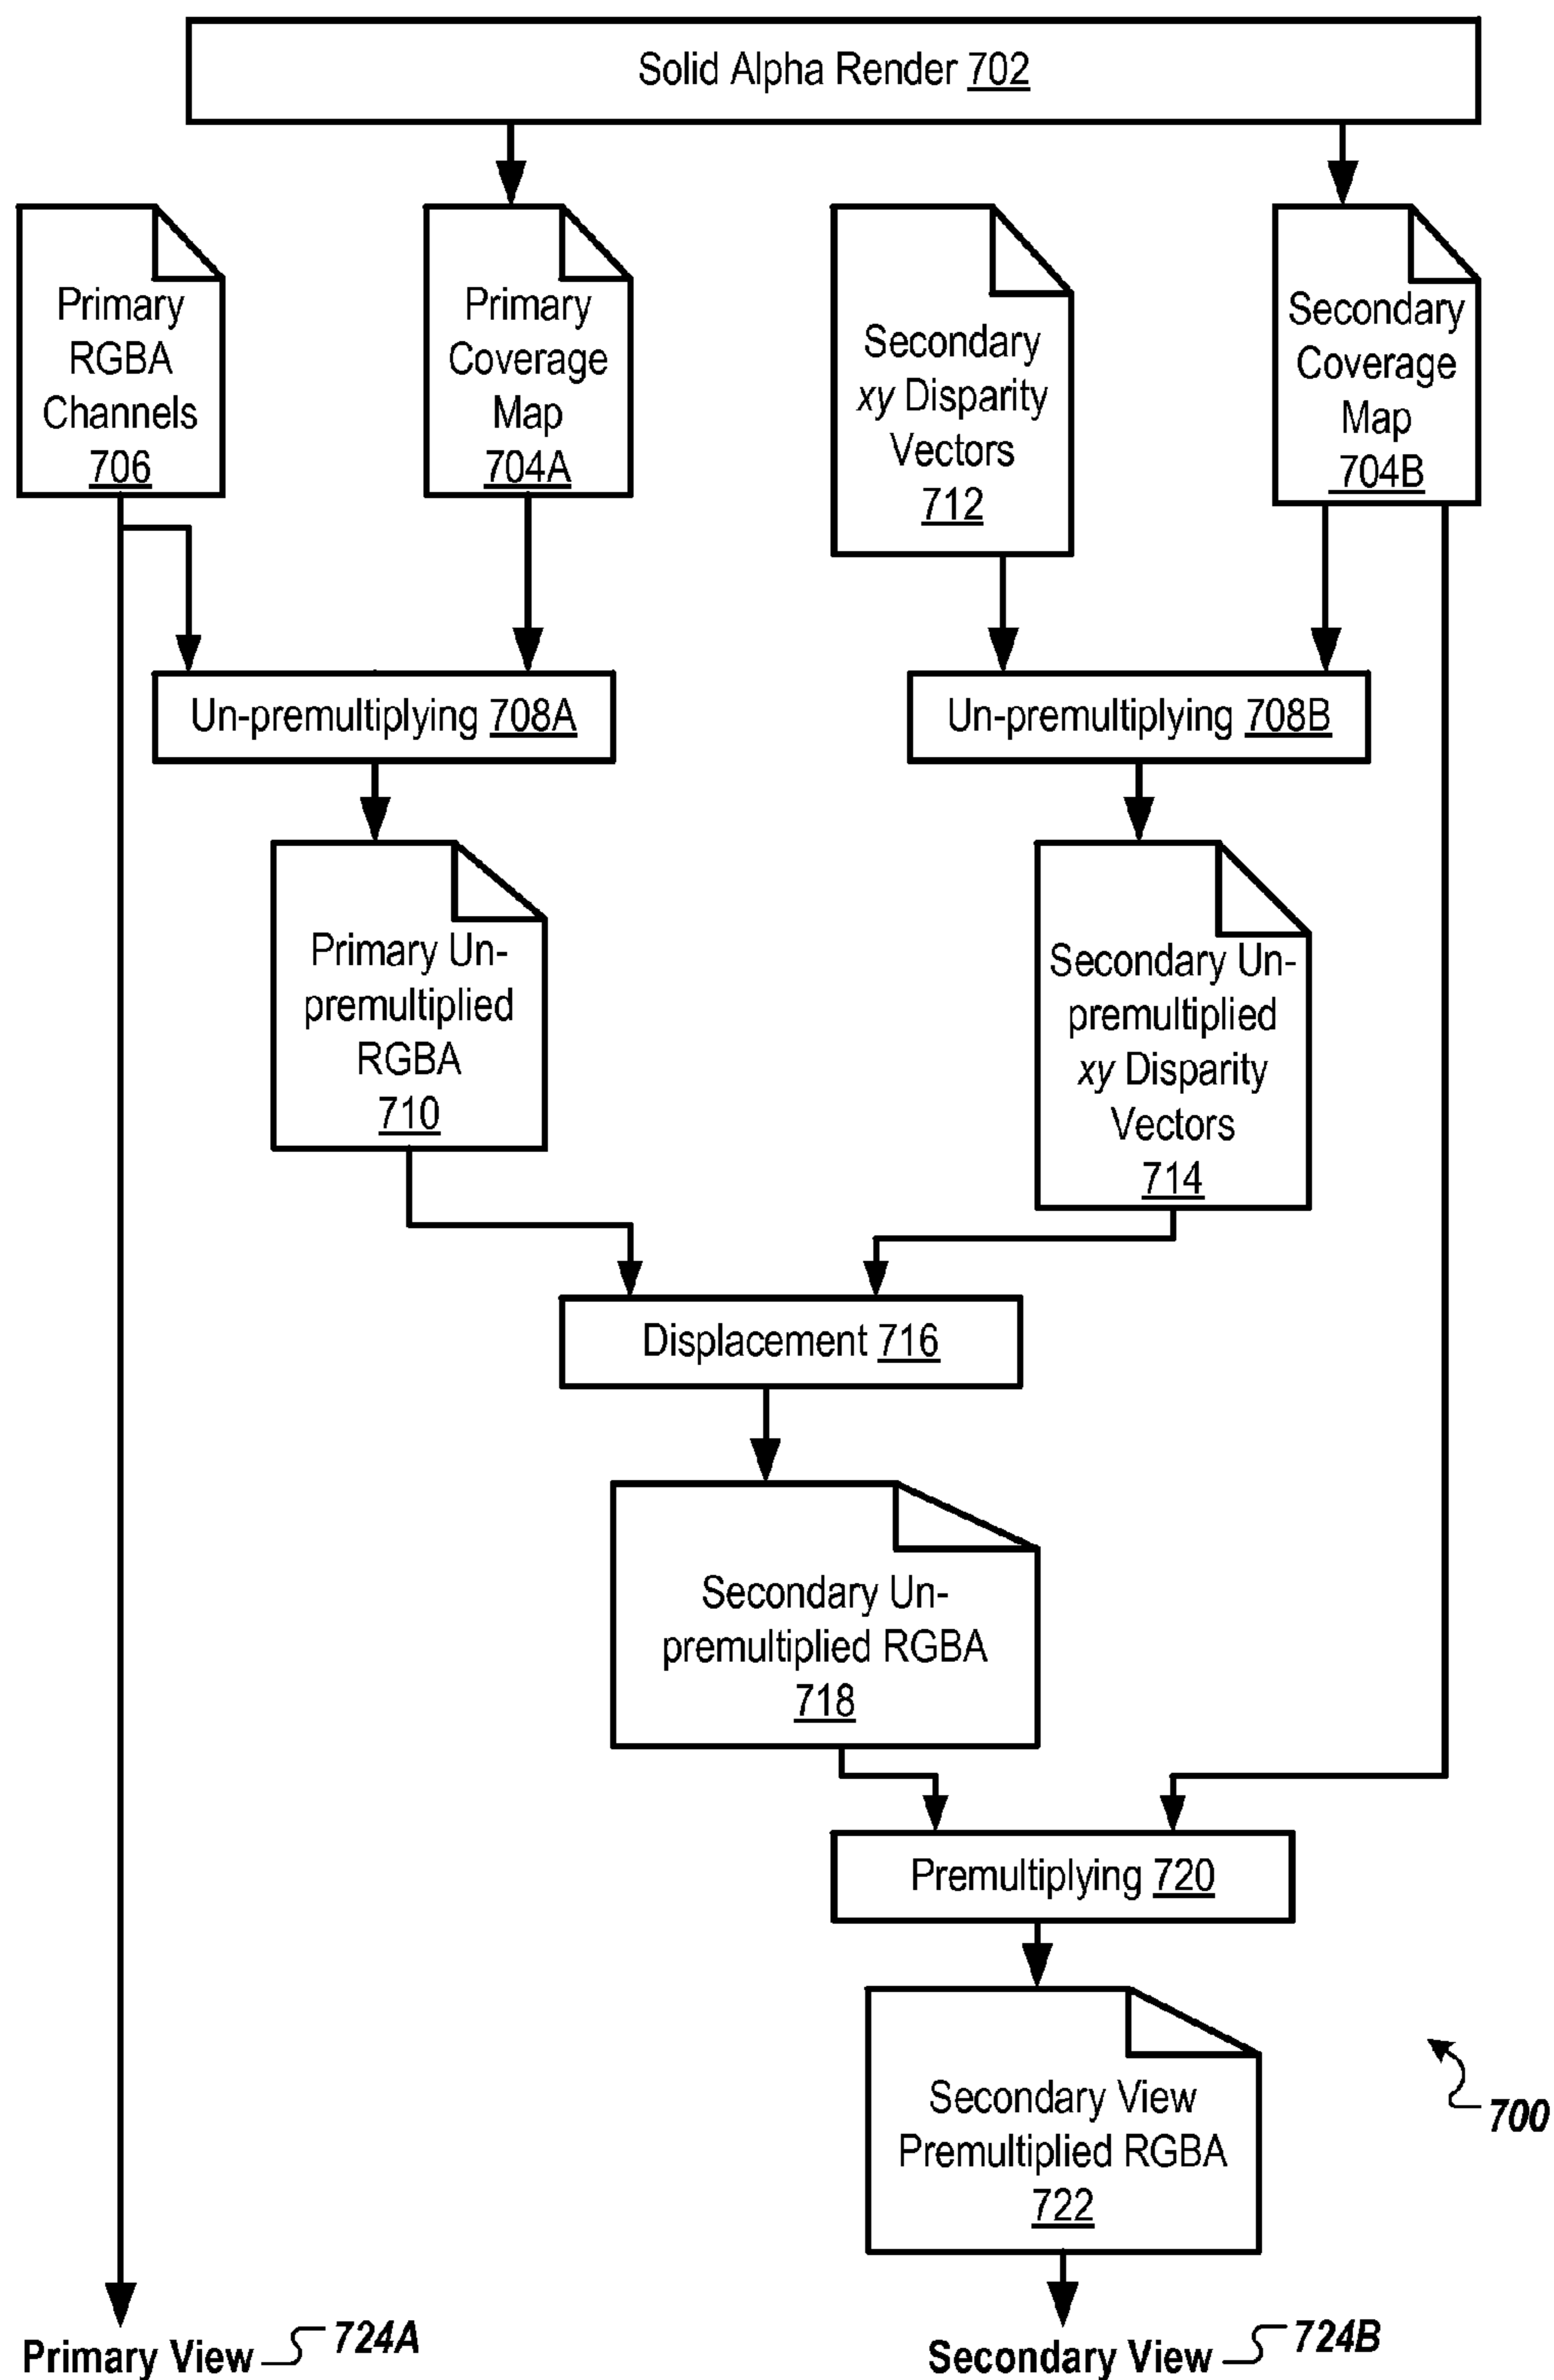 Solid Alpha Render 702
Primary
RGBA
Channels
706
Primary
Coverage
Map
704A
Secondary
xy Disparity
Vectors
712
Secondary
Coverage
Map
704B
Un-premultiplying 708A
Un-premultiplying 708B
Primary Un-
premultiplied
RGBA
710
Secondary Un-
premultiplied
xy Disparity
Vectors
714
Displacement 716
Secondary Un-
premultiplied RGBA
718
Premultiplying 720
Secondary View
Premultiplied RGBA
722
700
Primary View 724A
Secondary View 724B